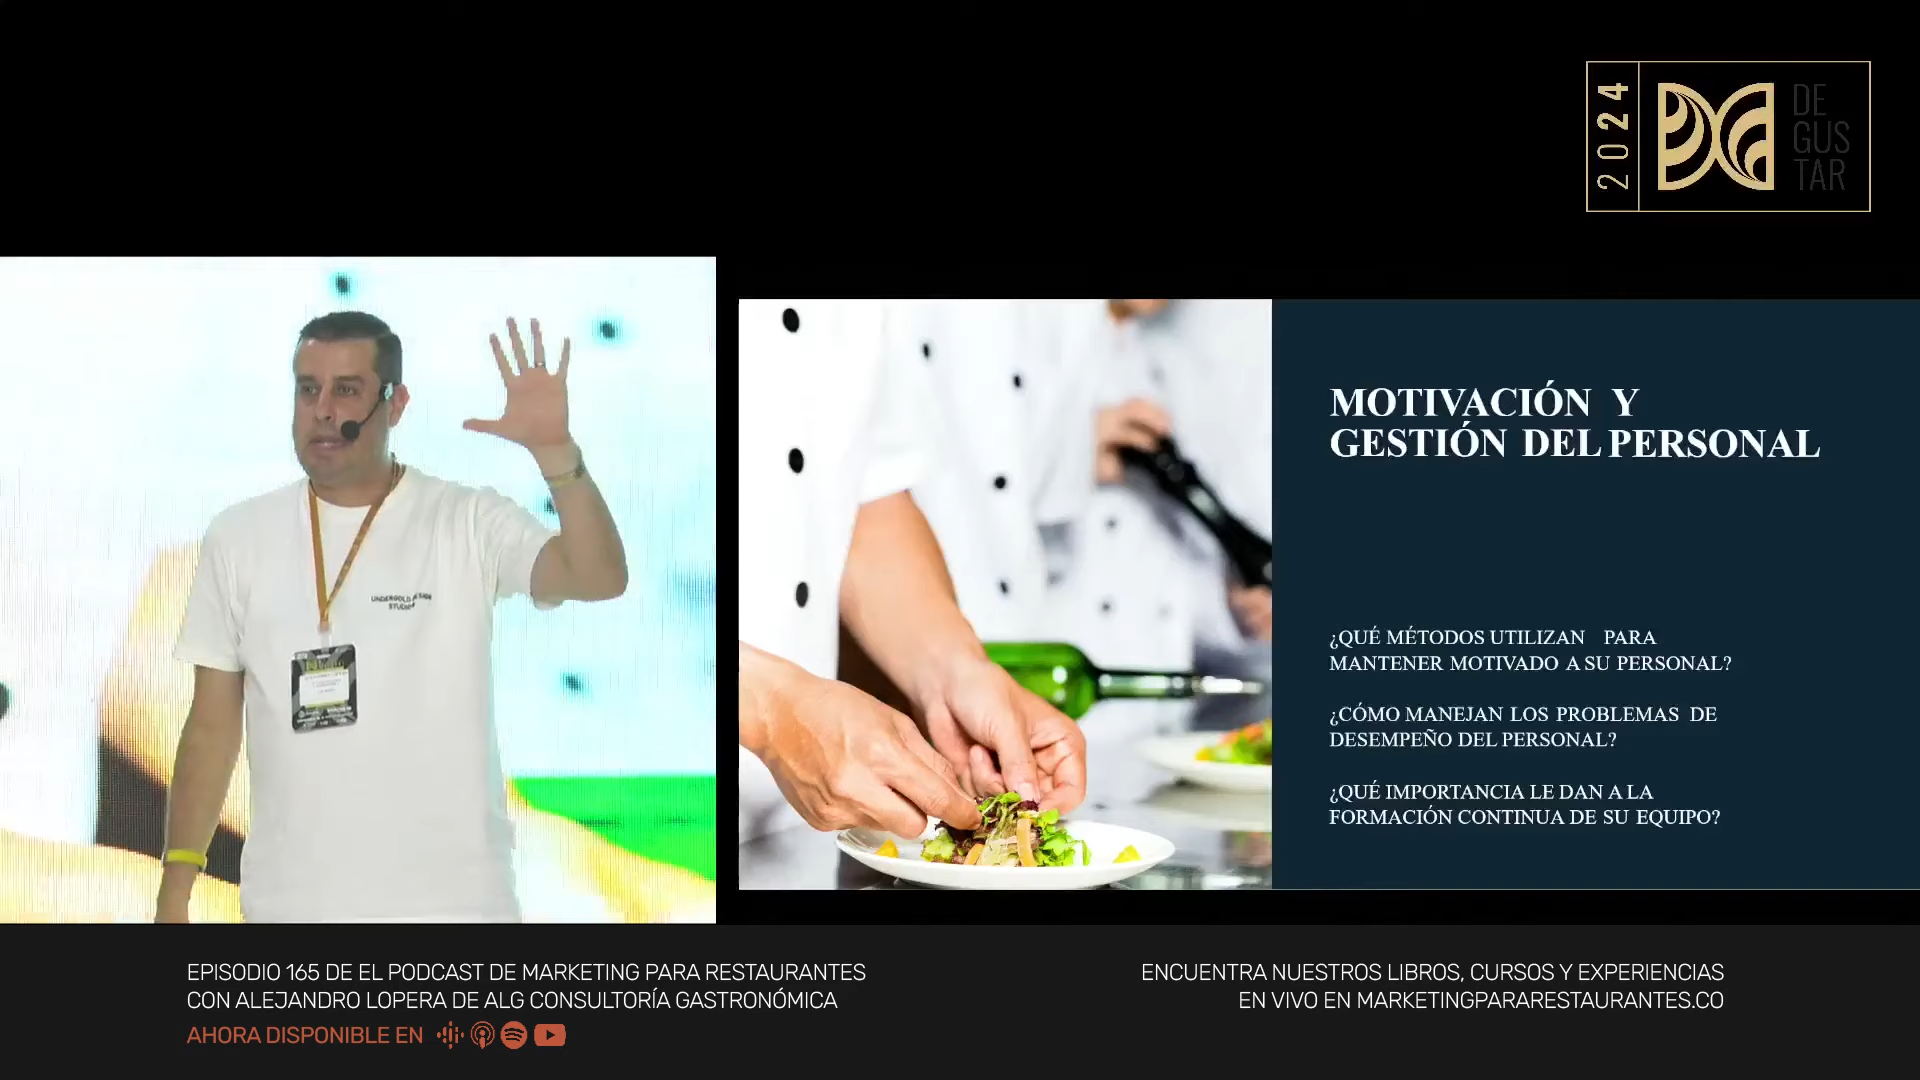 2024
DE
GUS
TAR
UNDERGOLD DESIGN
STUDIO
MOTIVACIÓN Y
GESTIÓN DEL PERSONAL
¿QUÉ MÉTODOS UTILIZAN PARA
MANTENER MOTIVADO A SU PERSONAL?
¿CÓMO MANEJAN LOS PROBLEMAS DE
DESEMPEÑO DEL PERSONAL?
¿QUÉ IMPORTANCIA LE DAN A LA
FORMACIÓN CONTINUA DE SU EQUIPO?
EPISODIO 165 DE EL PODCAST DE MARKETING PARA RESTAURANTES
CON ALEJANDRO LOPERA DE ALG CONSULTORÍA GASTRONÓMICA
AHORA DISPONIBLE EN
ENCUENTRA NUESTROS LIBROS, CURSOS Y EXPERIENCIAS
EN VIVO EN MARKETINGPARARESTAURANTES.CO